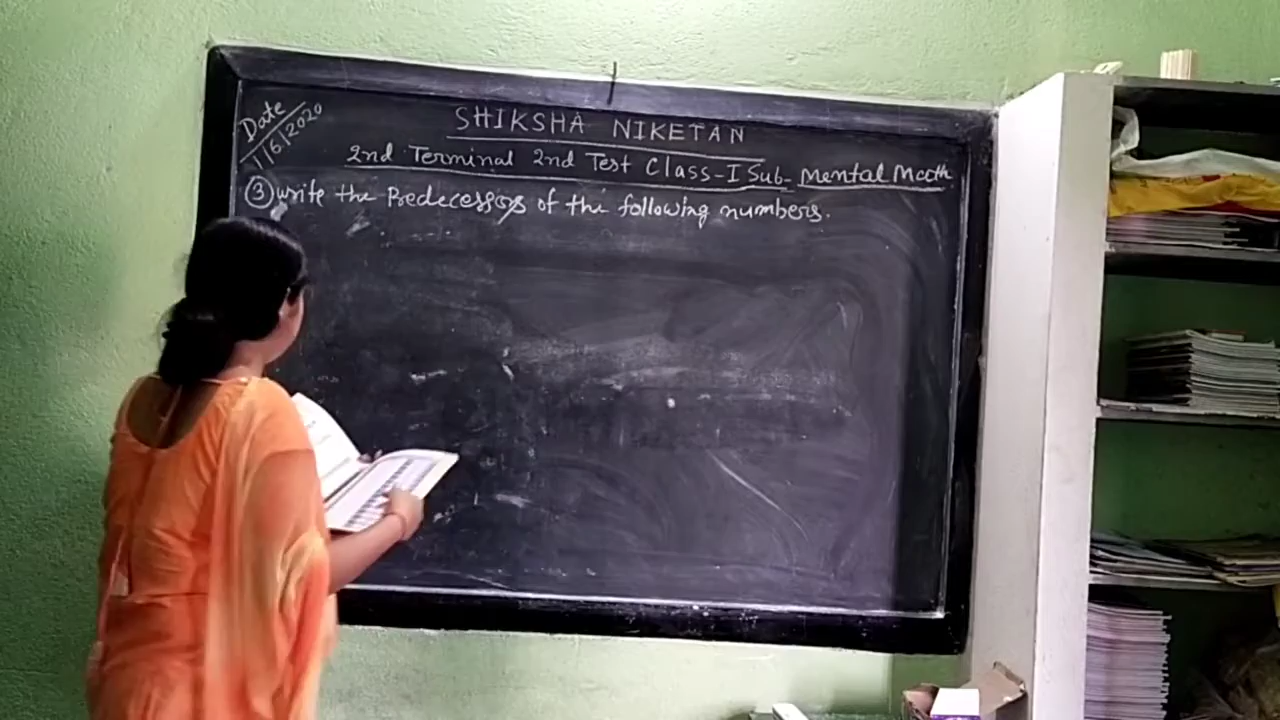 Date
1/6/2020
SHIKSHA NIKETAN
2nd Terminal 2nd Test Class-I Sub- Mental Math
③ Write the Predecessors of the following numbers.